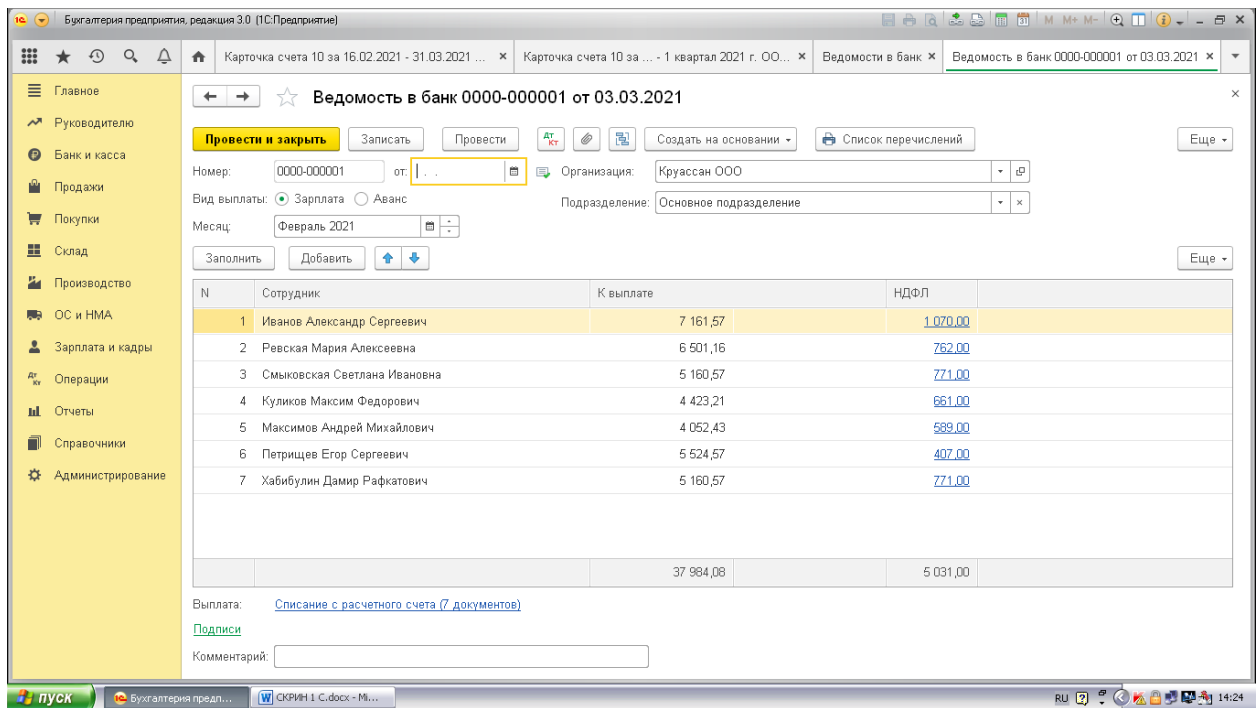 Бухгалтерия предприятия, редакция 3.0 (1С:Предприятие) M M+ M-
Карточка счета 10 за 16.02.2021 - 31.03.2021 ... × Карточка счета 10 за ... - 1 квартал 2021 г. ОО... × Ведомости в банк × Ведомость в банк 0000-000001 от 03.03.2021 ×
Главное
Руководителю
Банк и касса
Продажи
Покупки
Склад
Производство
ОС и НМА
Зарплата и кадры
Операции
Отчеты
Справочники
Администрирование
Ведомость в банк 0000-000001 от 03.03.2021
Провести и закрыть Записать Провести Дт Кт Создать на основании Список перечислений Еще
Номер: 0000-000001 от: . . Организация: Круассан ООО
Вид выплаты: Зарплата Аванс Подразделение: Основное подразделение
Месяц: Февраль 2021
Заполнить Добавить Еще
N Сотрудник К выплате НДФЛ
1 Иванов Александр Сергеевич 7 161,57 1 070,00
2 Ревская Мария Алексеевна 6 501,16 762,00
3 Смыковская Светлана Ивановна 5 160,57 771,00
4 Куликов Максим Федорович 4 423,21 661,00
5 Максимов Андрей Михайлович 4 052,43 589,00
6 Петрищев Егор Сергеевич 5 524,57 407,00
7 Хабибулин Дамир Рафкатович 5 160,57 771,00
37 984,08 5 031,00
Выплата: Списание с расчетного счета (7 документов)
Подписи
Комментарий:
пуск Бухгалтерия предп... СКРИН 1 С.docx - Mi... RU 14:24